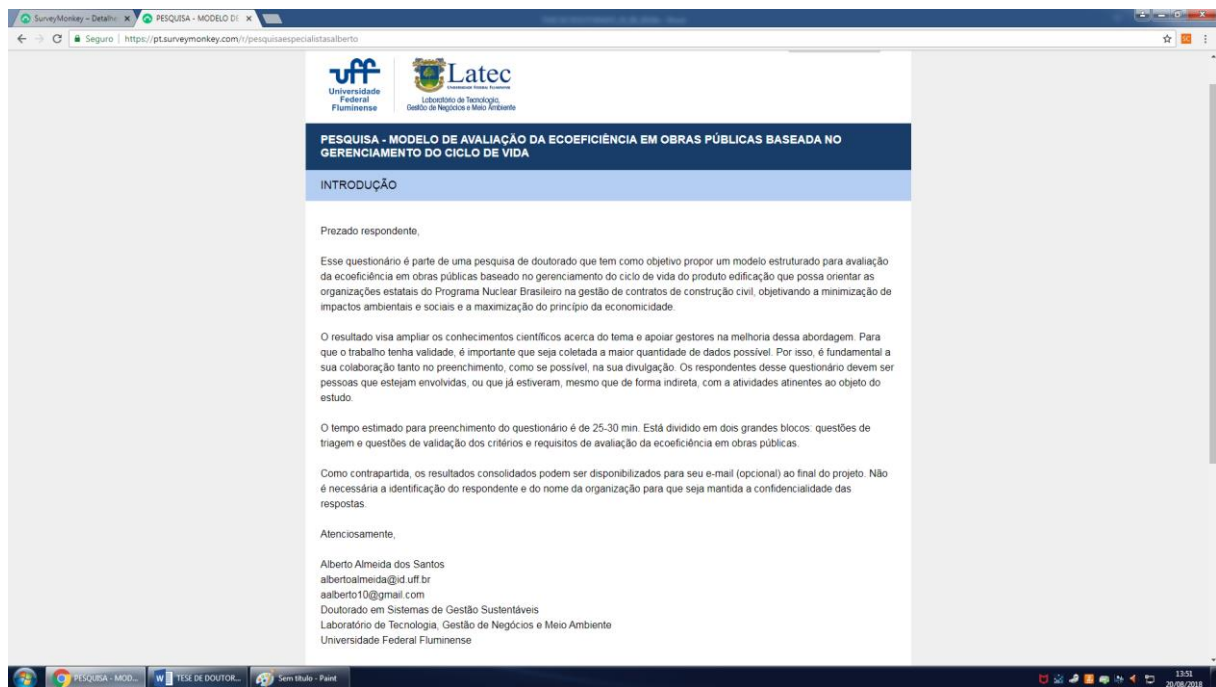 SurveyMonkey – Detalh
PESQUISA - MODELO DE
Seguro | https://pt.surveymonkey.com/r/pesquisaespecialistasalberto
uff
Universidade
Federal
Fluminense
Latec
Laboratório de Tecnologia,
Gestão de Negócios e Meio Ambiente
PESQUISA - MODELO DE AVALIAÇÃO DA ECOEFICIÊNCIA EM OBRAS PÚBLICAS BASEADA NO
GERENCIAMENTO DO CICLO DE VIDA
INTRODUÇÃO
Prezado respondente,
Esse questionário é parte de uma pesquisa de doutorado que tem como objetivo propor um modelo estruturado para avaliação
da ecoeficiência em obras públicas baseado no gerenciamento do ciclo de vida do produto edificação que possa orientar as
organizações estatais do Programa Nuclear Brasileiro na gestão de contratos de construção civil, objetivando a minimização de
impactos ambientais e sociais e a maximização do princípio da economicidade.
O resultado visa ampliar os conhecimentos científicos acerca do tema e apoiar gestores na melhoria dessa abordagem. Para
que o trabalho tenha validade, é importante que seja coletada a maior quantidade de dados possível. Por isso, é fundamental a
sua colaboração tanto no preenchimento, como se possível, na sua divulgação. Os respondentes desse questionário devem ser
pessoas que estejam envolvidas, ou que já estiveram, mesmo que de forma indireta, com a atividades atinentes ao objeto do
estudo.
O tempo estimado para preenchimento do questionário é de 25-30 min. Está dividido em dois grandes blocos: questões de
triagem e questões de validação dos critérios e requisitos de avaliação da ecoeficiência em obras públicas.
Como contrapartida, os resultados consolidados podem ser disponibilizados para seu e-mail (opcional) ao final do projeto. Não
é necessária a identificação do respondente e do nome da organização para que seja mantida a confidencialidade das
respostas.
Atenciosamente,
Alberto Almeida dos Santos
albertoalmeida@id.uff.br
aalberto10@gmail.com
Doutorado em Sistemas de Gestão Sustentáveis
Laboratório de Tecnologia, Gestão de Negócios e Meio Ambiente
Universidade Federal Fluminense
PESQUISA - MOD...
TESE DE DOUTOR...
Sem título - Paint
13:51
20/08/2018